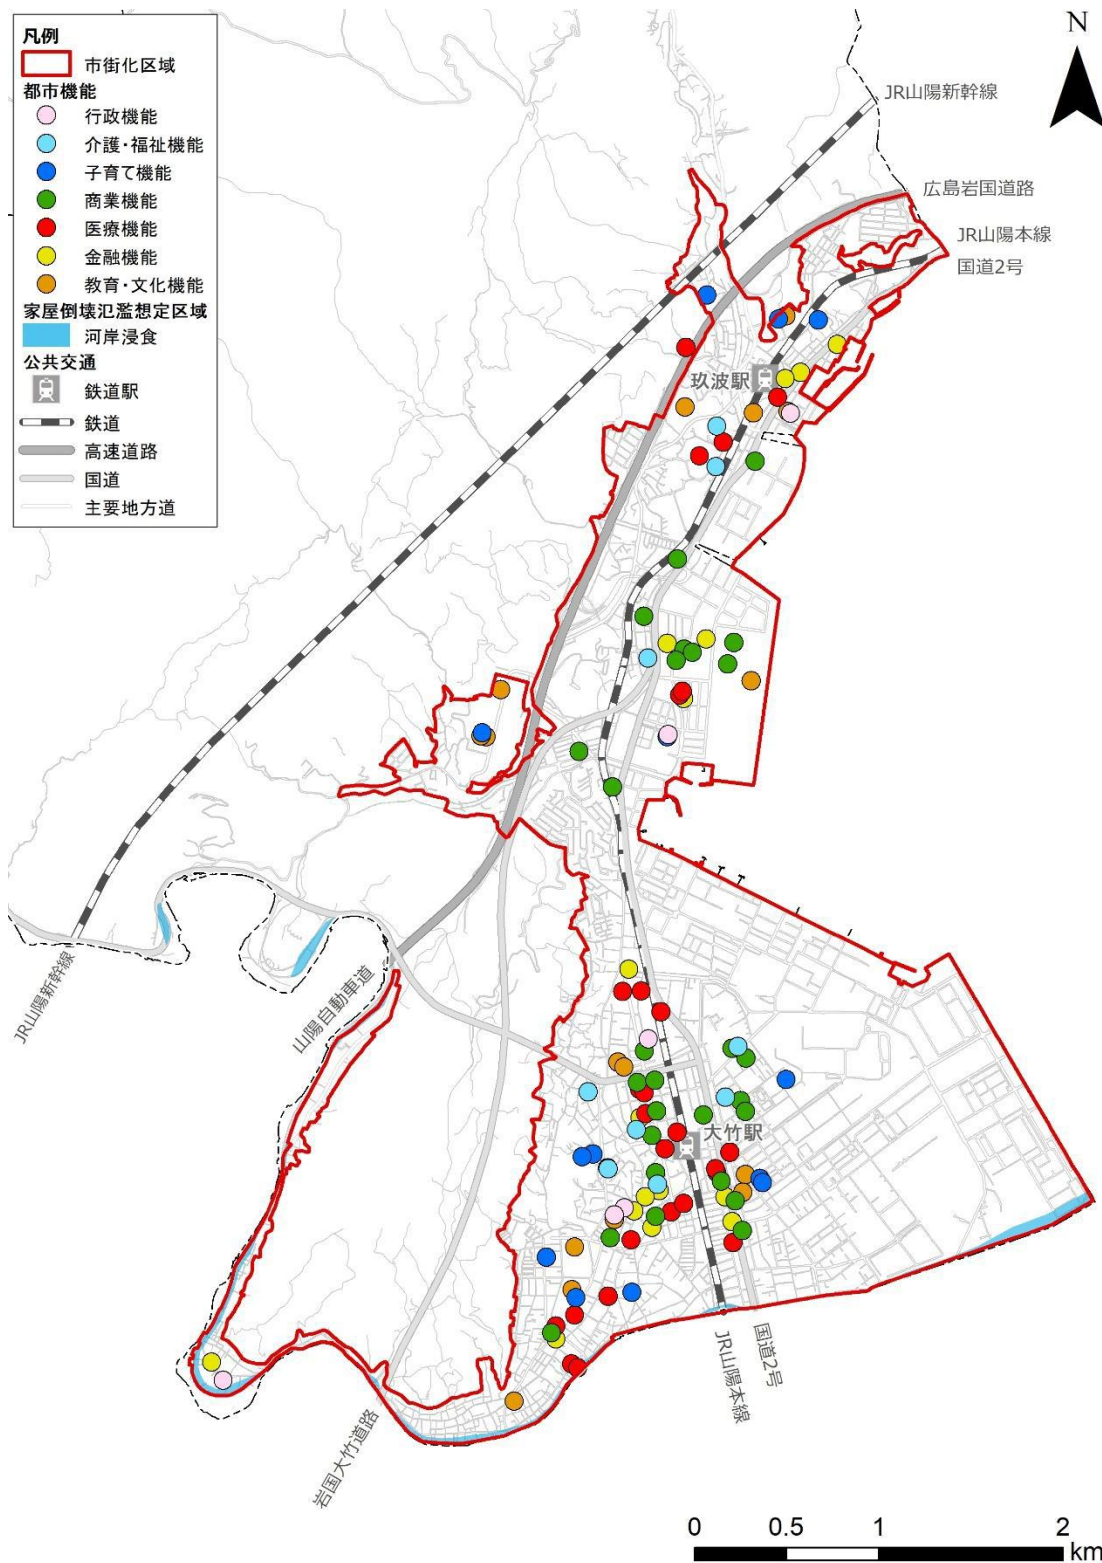 凡例
市街化区域
都市機能
行政機能
介護・福祉機能
子育て機能
商業機能
医療機能
金融機能
教育・文化機能
家屋倒壊氾濫想定区域
河岸浸食
公共交通
鉄道駅
鉄道
高速道路
国道
主要地方道
N
JR山陽新幹線
広島岩国道路
JR山陽本線
国道2号
玖波駅
JR山陽新幹線
山陽自動車道
大竹駅
岩国大竹道路
JR山陽本線
国道2号
0 0.5 1 2
km